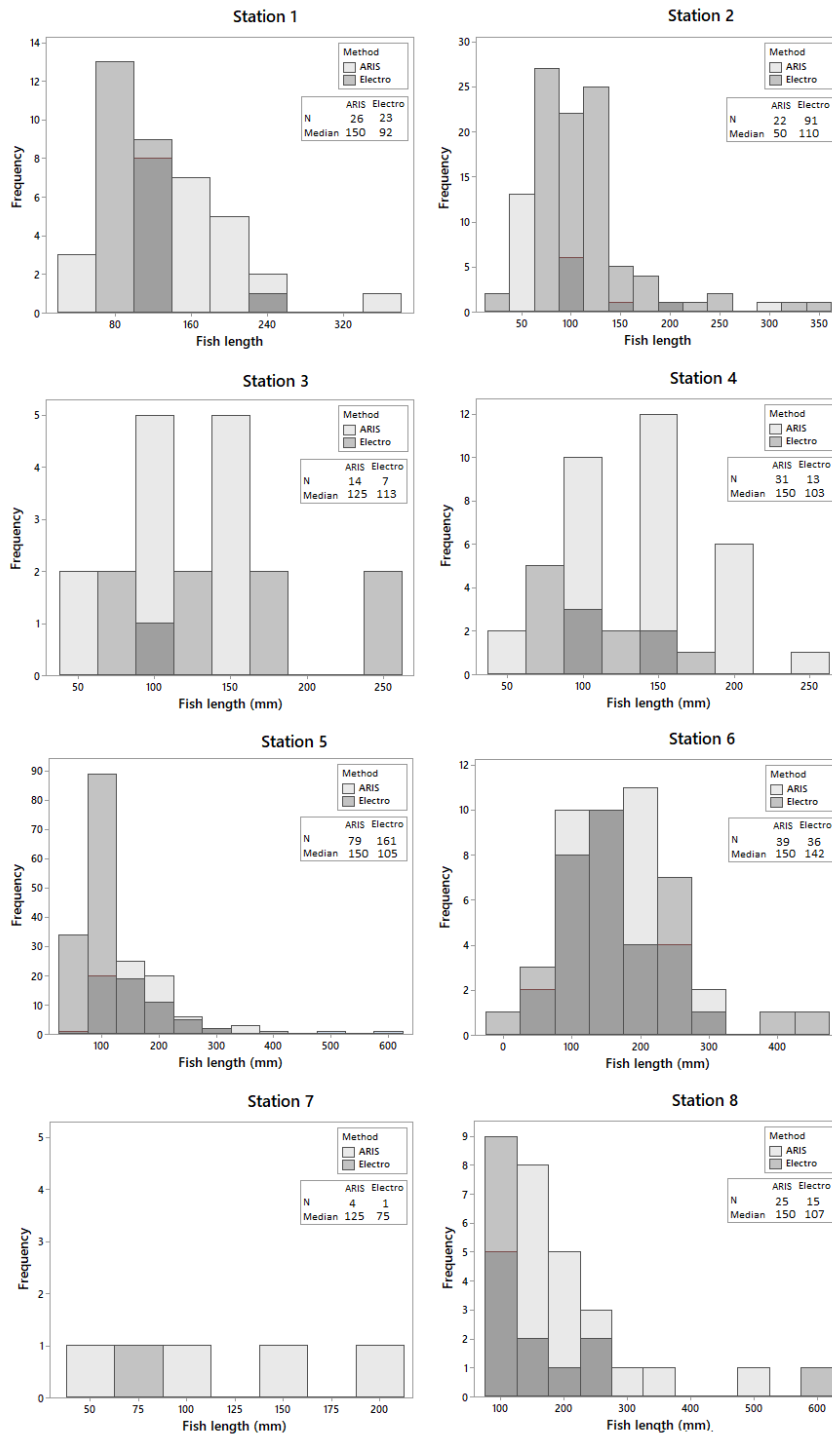 Station 1
14
12
10
8
6
4
2
0
Frequency
80 160 240 320
Fish length
Method
ARIS
Electro
ARIS Electro
N 26 23
Median 150 92
Station 2
30
25
20
15
10
5
0
Frequency
50 100 150 200 250 300 350
Fish length
Method
ARIS
Electro
ARIS Electro
N 22 91
Median 50 110
Station 3
5
4
3
2
1
0
Frequency
50 100 150 200 250
Fish length (mm)
Method
ARIS
Electro
ARIS Electro
N 14 7
Median 125 113
Station 4
12
10
8
6
4
2
0
Frequency
50 100 150 200 250
Fish length (mm)
Method
ARIS
Electro
ARIS Electro
N 31 13
Median 150 103
Station 5
90
80
70
60
50
40
30
20
10
0
Frequency
100 200 300 400 500 600
Fish length (mm)
Method
ARIS
Electro
ARIS Electro
N 79 161
Median 150 105
Station 6
12
10
8
6
4
2
0
Frequency
0 100 200 300 400
Fish length (mm)
Method
ARIS
Electro
ARIS Electro
N 39 36
Median 150 142
Station 7
5
4
3
2
1
0
Frequency
50 75 100 125 150 175 200
Fish length (mm)
Method
ARIS
Electro
ARIS Electro
N 4 1
Median 125 75
Station 8
9
8
7
6
5
4
3
2
1
0
Frequency
100 200 300 400 500 600
Fish length (mm)
Method
ARIS
Electro
ARIS Electro
N 25 15
Median 150 107